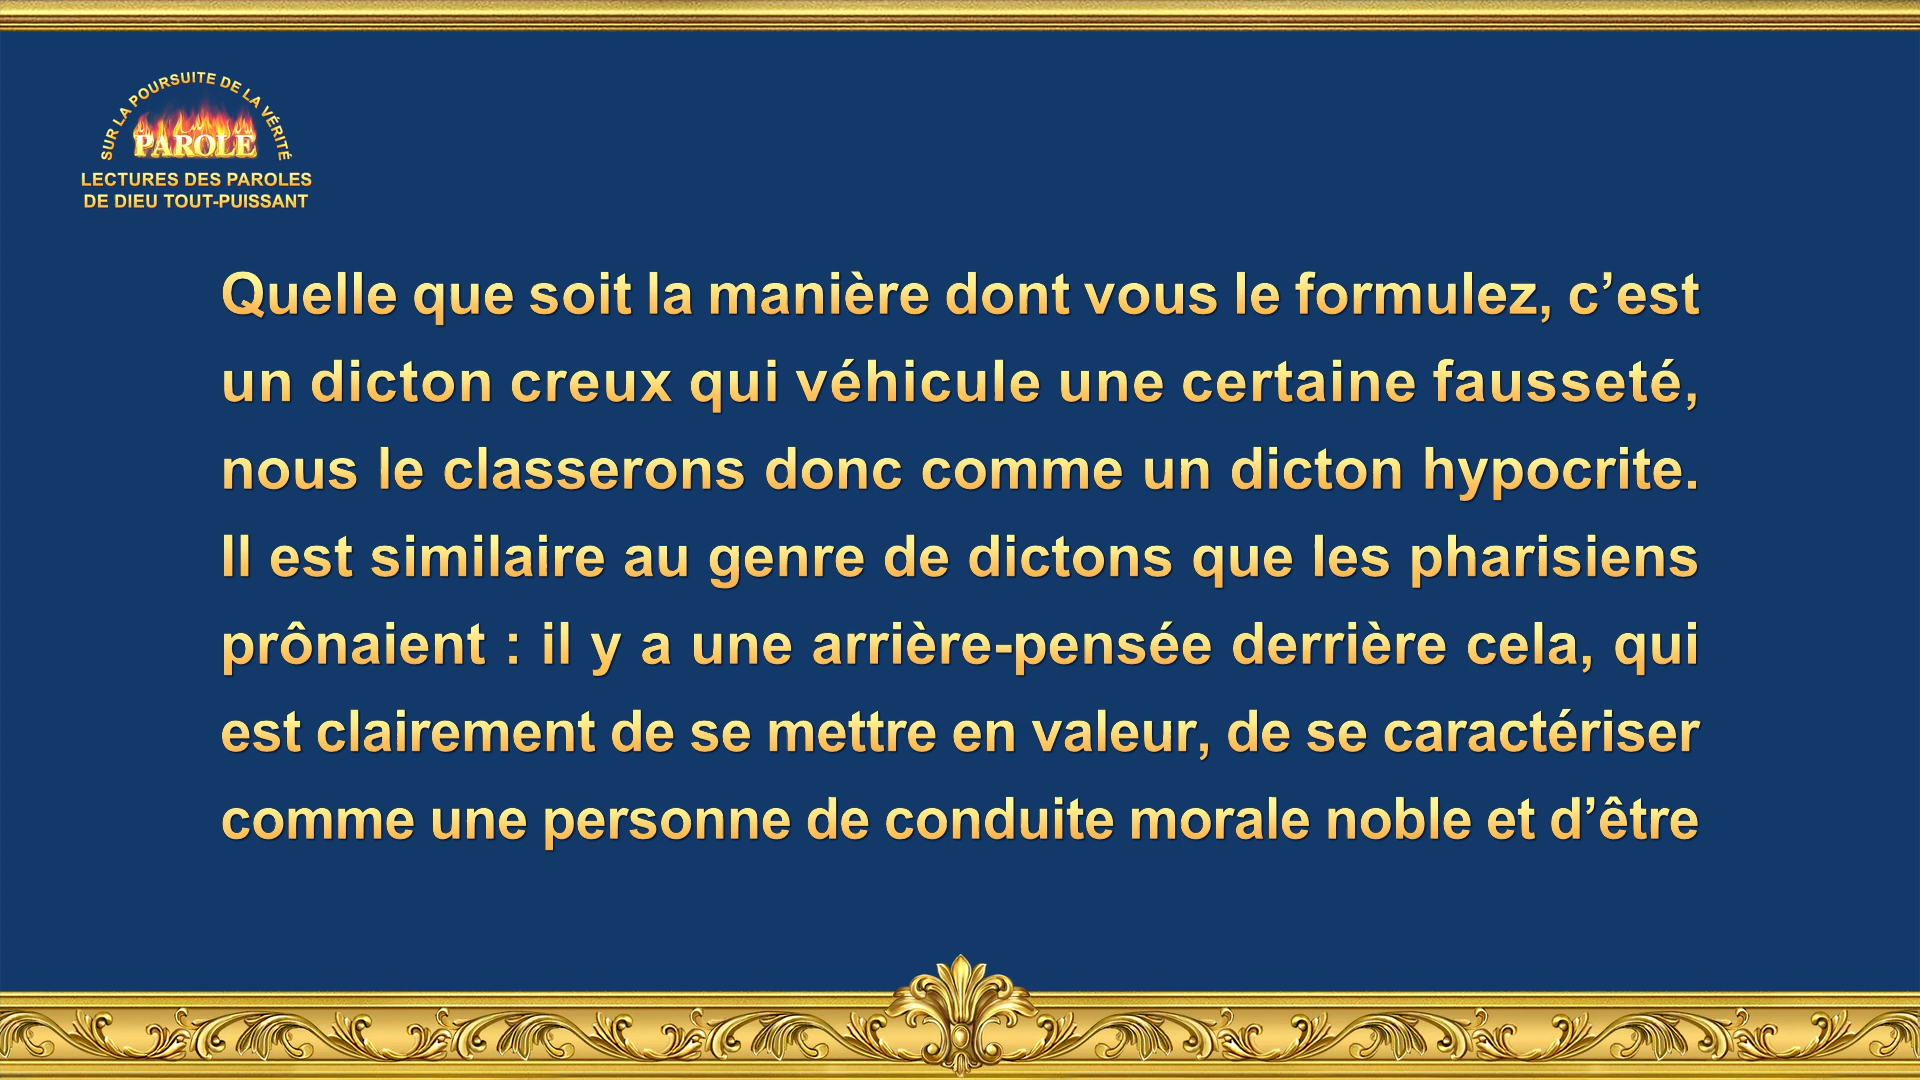 SUR LA POURSUITE DE LA VÉRITÉ
PAROLE
LECTURES DES PAROLES
DE DIEU TOUT-PUISSANT
Quelle que soit la manière dont vous le formulez, c’est
un dicton creux qui véhicule une certaine fausseté,
nous le classerons donc comme un dicton hypocrite.
Il est similaire au genre de dictons que les pharisiens
prônaient : il y a une arrière-pensée derrière cela, qui
est clairement de se mettre en valeur, de se caractériser
comme une personne de conduite morale noble et d’être